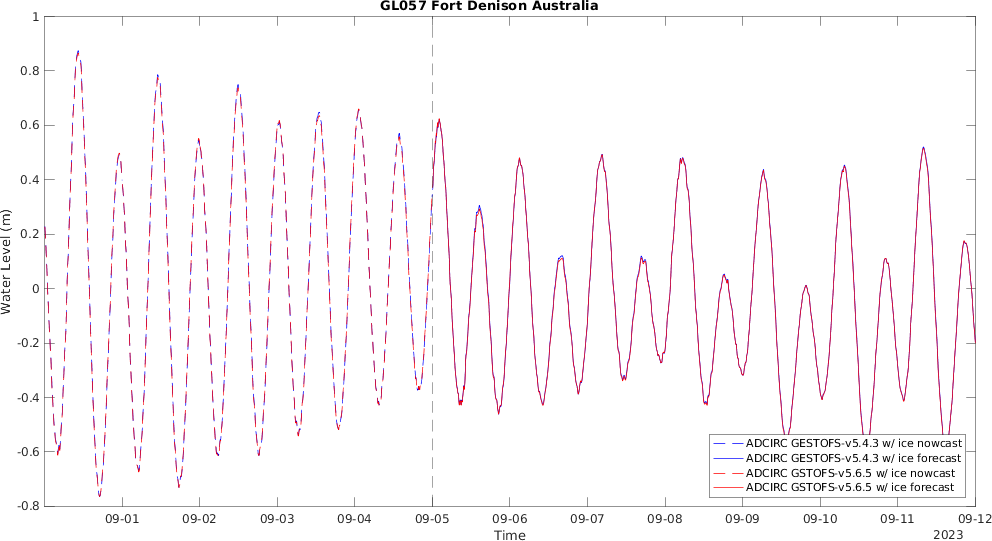 GL057 Fort Denison Australia
1
0.8
0.6
0.4
0.2
0
-0.2
-0.4
-0.6
-0.8
Water Level (m)
ADCIRC GESTOFS-v5.4.3 w/ ice nowcast
ADCIRC GESTOFS-v5.4.3 w/ ice forecast
ADCIRC GSTOFS-v5.6.5 w/ ice nowcast
ADCIRC GSTOFS-v5.6.5 w/ ice forecast
09-01 09-02 09-03 09-04 09-05 09-06 09-07 09-08 09-09 09-10 09-11 09-12
Time
2023